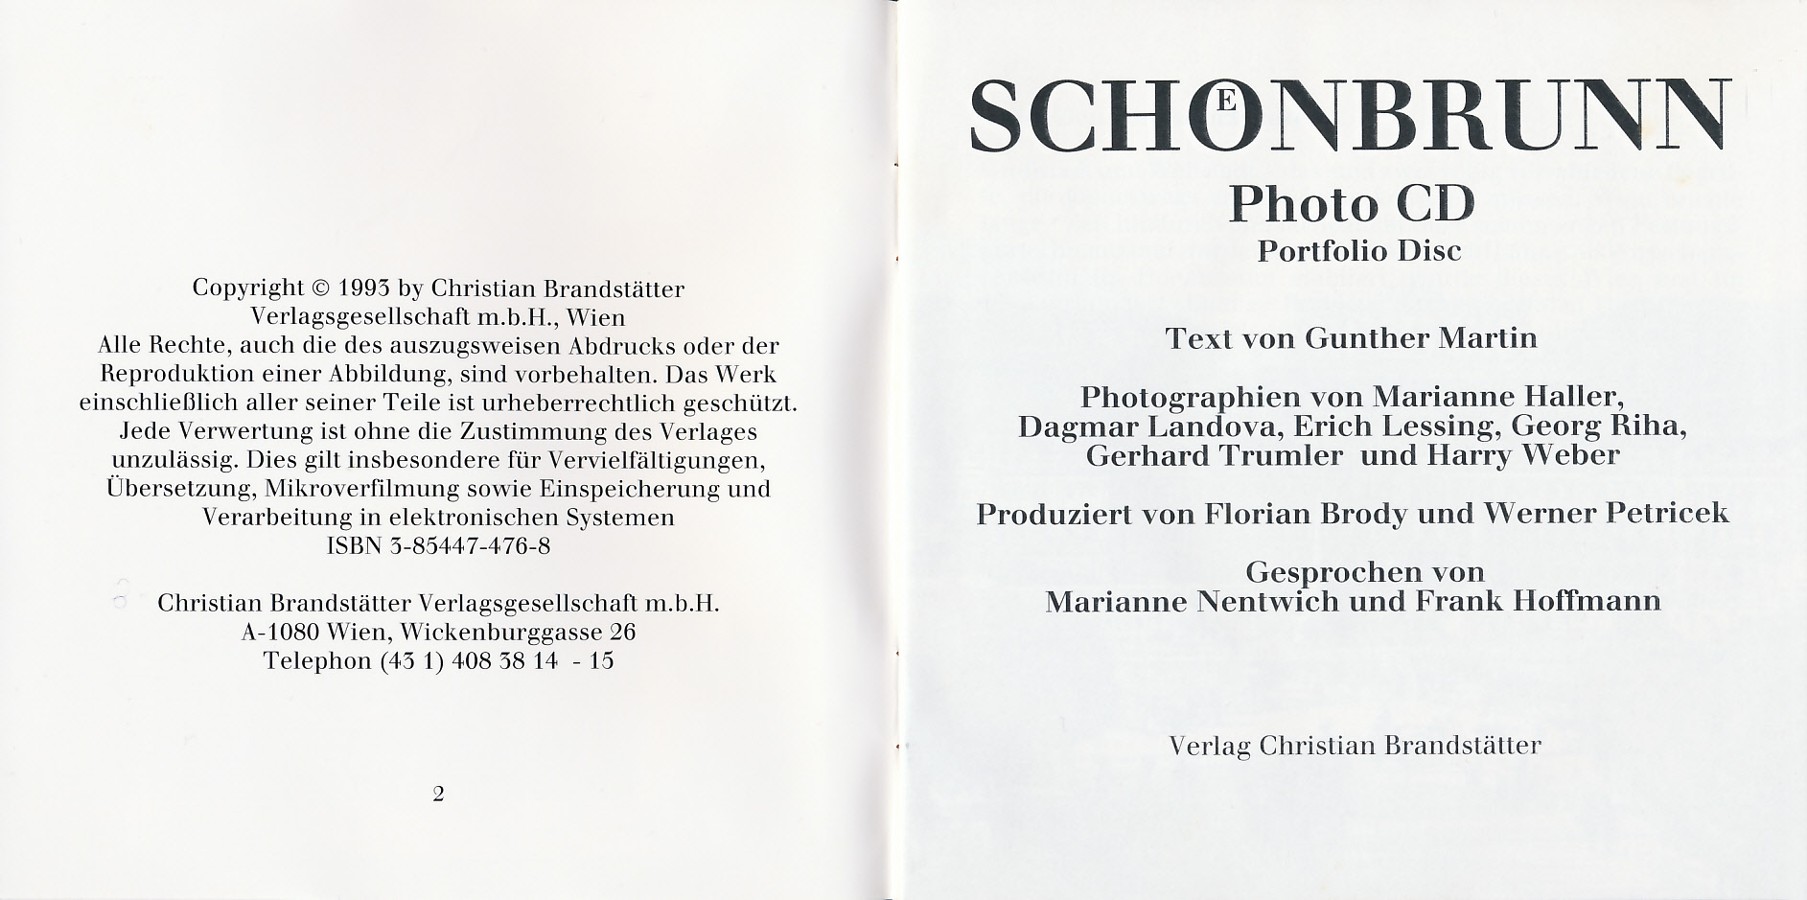 Copyright © 1993 by Christian Brandstätter
Verlagsgesellschaft m.b.H., Wien
Alle Rechte, auch die des auszugsweisen Abdrucks oder der
Reproduktion einer Abbildung, sind vorbehalten. Das Werk
einschließlich aller seiner Teile ist urheberrechtlich geschützt.
Jede Verwertung ist ohne die Zustimmung des Verlages
unzulässig. Dies gilt insbesondere für Vervielfältigungen,
Übersetzung, Mikroverfilmung sowie Einspeicherung und
Verarbeitung in elektronischen Systemen
ISBN 3-85447-476-8
Christian Brandstätter Verlagsgesellschaft m.b.H.
A-1080 Wien, Wickenburggasse 26
Telephon (43 1) 408 38 14 - 15
2
SCHOENBRUNN
Photo CD
Portfolio Disc
Text von Gunther Martin
Photographien von Marianne Haller,
Dagmar Landova, Erich Lessing, Georg Riha,
Gerhard Trumler und Harry Weber
Produziert von Florian Brody und Werner Petricek
Gesprochen von
Marianne Nentwich und Frank Hoffmann
Verlag Christian Brandstätter